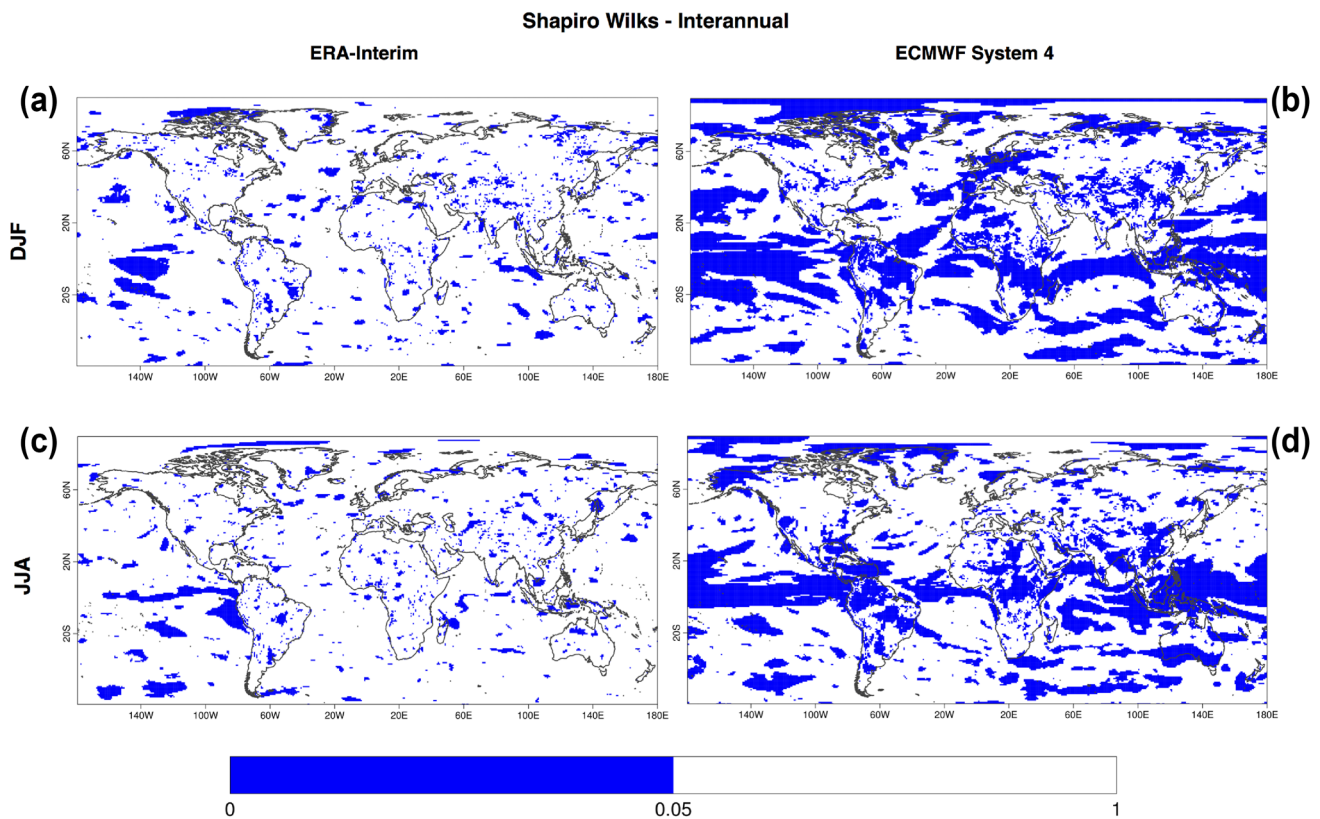 Shapiro Wilks - Interannual
ERA-Interim ECMWF System 4
(a) (b)
DJF
60N 60N
20N 20N
20S 20S
140W 100W 60W 20W 20E 60E 100E 140E 180E 140W 100W 60W 20W 20E 60E 100E 140E 180E
(c) (d)
JJA
60N 60N
20N 20N
20S 20S
140W 100W 60W 20W 20E 60E 100E 140E 180E 140W 100W 60W 20W 20E 60E 100E 140E 180E
0 0.05 1